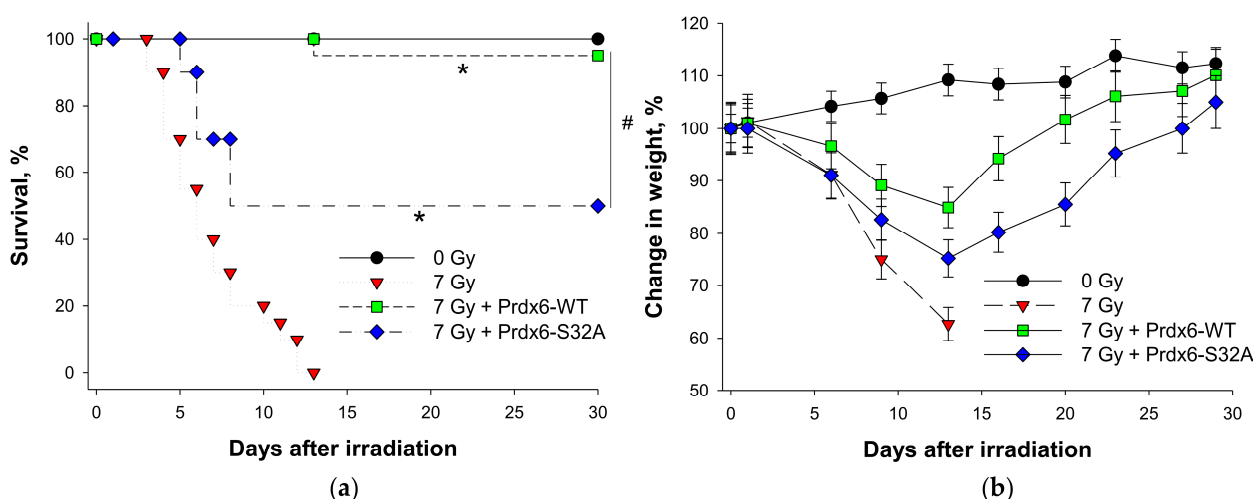 100
80
60
40
20
0
Survival, %
*
*
#
0 Gy
7 Gy
7 Gy + Prdx6-WT
7 Gy + Prdx6-S32A
0 5 10 15 20 25 30
Days after irradiation
(a)
120
110
100
90
80
70
60
50
Change in weight, %
0 Gy
7 Gy
7 Gy + Prdx6-WT
7 Gy + Prdx6-S32A
0 5 10 15 20 25 30
Days after irradiation
(b)